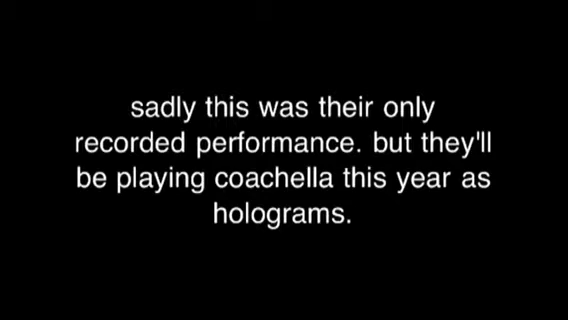 sadly this was their only
recorded performance. but they'll
be playing coachella this year as
holograms.